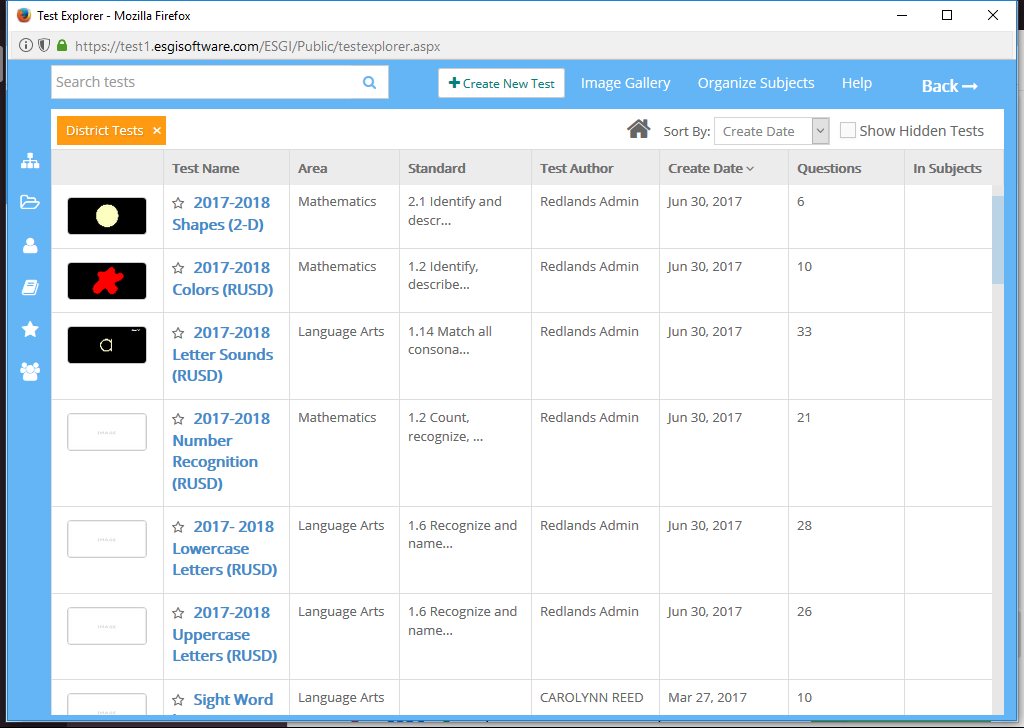 Test Explorer - Mozilla Firefox
https://test1.esgisoftware.com/ESGI/Public/testexplorer.aspx
Search tests
Create New Test
Image Gallery
Organize Subjects
Help
Back
District Tests ×
Sort By:
Create Date
Show Hidden Tests
Test Name Area Standard Test Author Create Date Questions In Subjects
2017-2018 Mathematics 2.1 Identify and Redlands Admin Jun 30, 2017 6
Shapes (2-D) descr...
2017-2018 Mathematics 1.2 Identify, Redlands Admin Jun 30, 2017 10
Colors (RUSD) describe...
a
2017-2018 Language Arts 1.14 Match all Redlands Admin Jun 30, 2017 33
Letter Sounds consona...
(RUSD)
2017-2018 Mathematics 1.2 Count, Redlands Admin Jun 30, 2017 21
Number recognize, ...
Recognition
(RUSD)
2017- 2018 Language Arts 1.6 Recognize and Redlands Admin Jun 30, 2017 28
Lowercase name...
Letters (RUSD)
2017-2018 Language Arts 1.6 Recognize and Redlands Admin Jun 30, 2017 26
Uppercase name...
Letters (RUSD)
Sight Word Language Arts CAROLYNN REED Mar 27, 2017 10